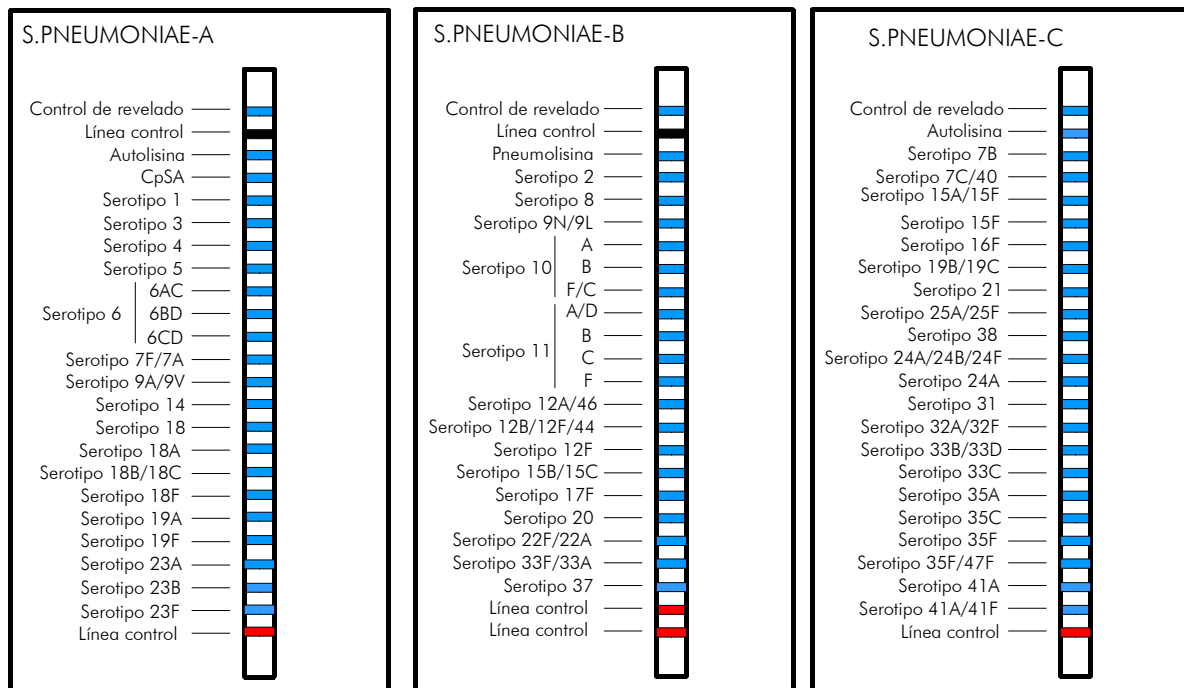 S.PNEUMONIAE-A
Control de revelado
Línea control
Autolisina
CpSA
Serotipo 1
Serotipo 3
Serotipo 4
Serotipo 5
6AC
Serotipo 6 6BD
6CD
Serotipo 7F/7A
Serotipo 9A/9V
Serotipo 14
Serotipo 18
Serotipo 18A
Serotipo 18B/18C
Serotipo 18F
Serotipo 19A
Serotipo 19F
Serotipo 23A
Serotipo 23B
Serotipo 23F
Línea control
S.PNEUMONIAE-B
Control de revelado
Línea control
Pneumolisina
Serotipo 2
Serotipo 8
Serotipo 9N/9L
A
Serotipo 10 B
F/C
A/D
B
Serotipo 11
C
F
Serotipo 12A/46
Serotipo 12B/12F/44
Serotipo 12F
Serotipo 15B/15C
Serotipo 17F
Serotipo 20
Serotipo 22F/22A
Serotipo 33F/33A
Serotipo 37
Línea control
Línea control
S.PNEUMONIAE-C
Control de revelado
Autolisina
Serotipo 7B
Serotipo 7C/40
Serotipo 15A/15F
Serotipo 15F
Serotipo 16F
Serotipo 19B/19C
Serotipo 21
Serotipo 25A/25F
Serotipo 38
Serotipo 24A/24B/24F
Serotipo 24A
Serotipo 31
Serotipo 32A/32F
Serotipo 33B/33D
Serotipo 33C
Serotipo 35A
Serotipo 35C
Serotipo 35F
Serotipo 35F/47F
Serotipo 41A
Serotipo 41A/41F
Línea control